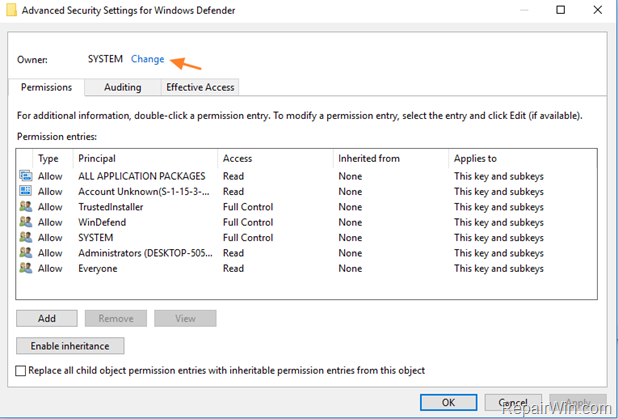 Advanced Security Settings for Windows Defender
Owner: SYSTEM Change
Permissions Auditing Effective Access
For additional information, double-click a permission entry. To modify a permission entry, select the entry and click Edit (if available).
Permission entries:
Type Principal Access Inherited from Applies to
Allow ALL APPLICATION PACKAGES Read None This key and subkeys
Allow Account Unknown(S-1-15-3-... Read None This key and subkeys
Allow TrustedInstaller Full Control None This key and subkeys
Allow WinDefend Full Control None This key and subkeys
Allow SYSTEM Full Control None This key and subkeys
Allow Administrators (DESKTOP-505... Read None This key and subkeys
Allow Everyone Read None This key and subkeys
Add Remove View
Enable inheritance
Replace all child object permission entries with inheritable permission entries from this object
OK Cancel Apply
RepairWin.com